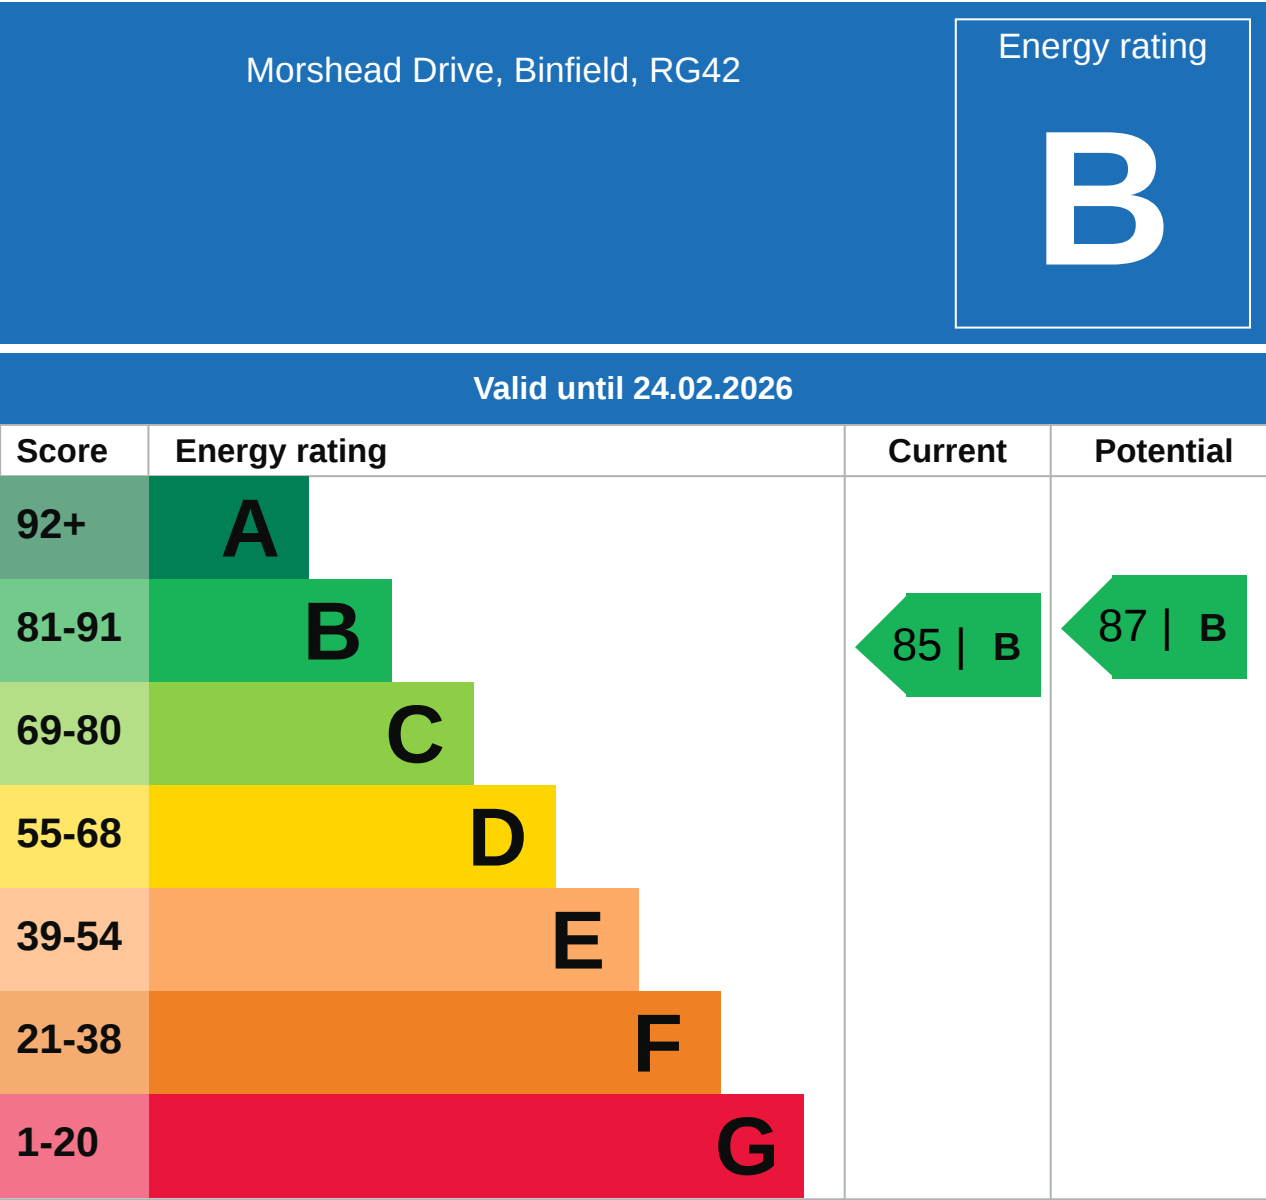 Morshead Drive, Binfield, RG42
Energy rating
B
Valid until 24.02.2026
Score Energy rating Current Potential
92+ A
81-91 B 85 | B 87 | B
69-80 C
55-68 D
39-54 E
21-38 F
1-20 G